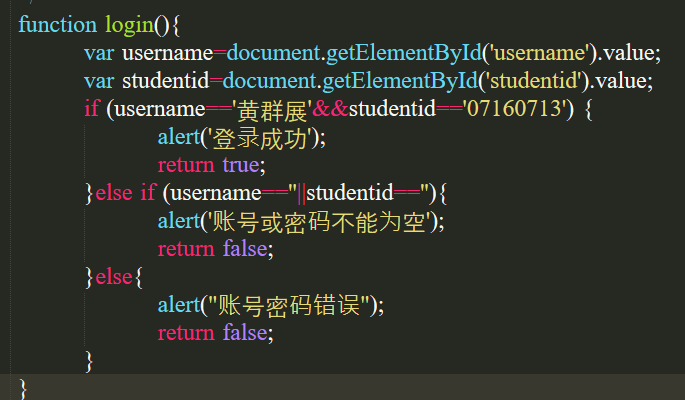 function login(){
var username=document.getElementById('username').value;
var studentid=document.getElementById('studentid').value;
if (username=='黄群展'&&studentid=='07160713') {
alert('登录成功');
return true;
}else if (username==''||studentid==''){
alert('账号或密码不能为空');
return false;
}else{
alert("账号密码错误");
return false;
}
}